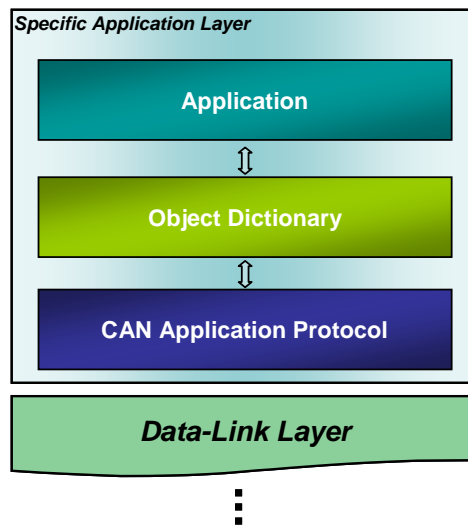 Specific Application Layer
Application
Object Dictionary
CAN Application Protocol
Data-Link Layer